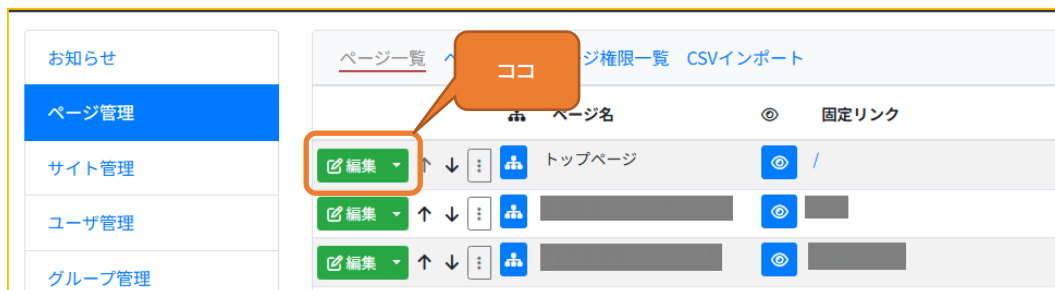 お知らせ
ページ管理
サイト管理
ユーザ管理
グループ管理
ページ一覧 ジ権限一覧 CSVインポート
ココ
ページ名 固定リンク
編集 トップページ /
編集
編集